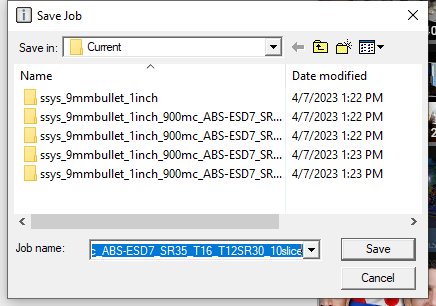 Save Job
Save in: Current
Name Date modified
ssys_9mmbullet_1inch 4/7/2023 1:22 PM
ssys_9mmbullet_1inch_900mc_ABS-ESD7_SR... 4/7/2023 1:22 PM
ssys_9mmbullet_1inch_900mc_ABS-ESD7_SR... 4/7/2023 1:22 PM
ssys_9mmbullet_1inch_900mc_ABS-ESD7_SR... 4/7/2023 1:23 PM
ssys_9mmbullet_1inch_900mc_ABS-ESD7_SR... 4/7/2023 1:23 PM
Job name: c_ABS-ESD7_SR35_T16_T12SR30_10slice Save
Cancel